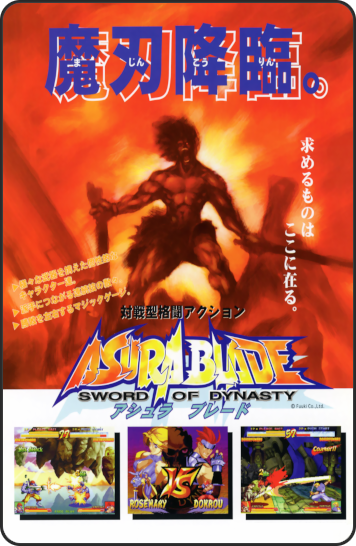 魔刃降臨。
ま じん こう りん
求めるものは
ここに在る。
対戦型格闘アクション
ASURA BLADE
SWORD OF DYNASTY
アシュラ ブレード
© Fuuki Co., Ltd.
77
VS
ROSEMARY
DOKROU